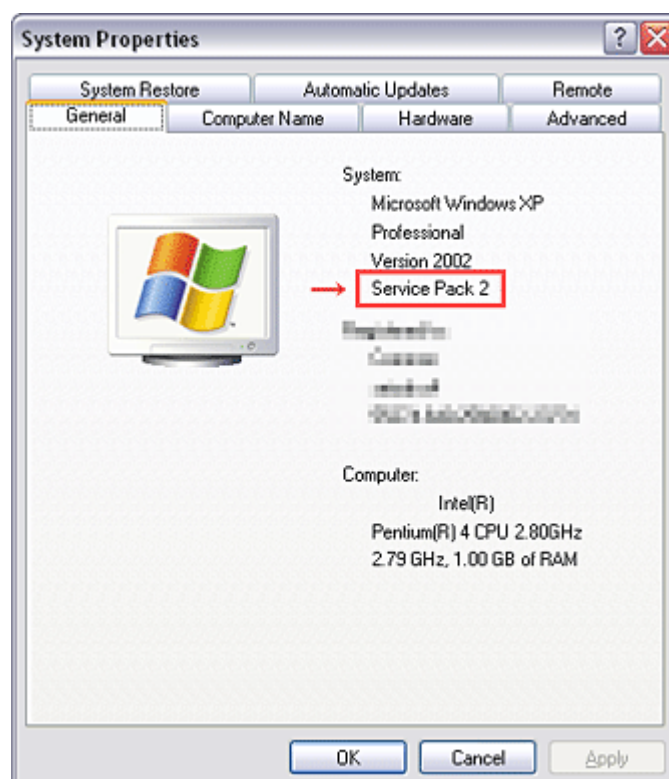 System Properties
System Restore Automatic Updates Remote
General Computer Name Hardware Advanced
System:
Microsoft Windows XP
Professional
Version 2002
→ Service Pack 2
Computer:
Intel(R)
Pentium(R) 4 CPU 2.80GHz
2.79 GHz, 1.00 GB of RAM
OK Cancel Apply